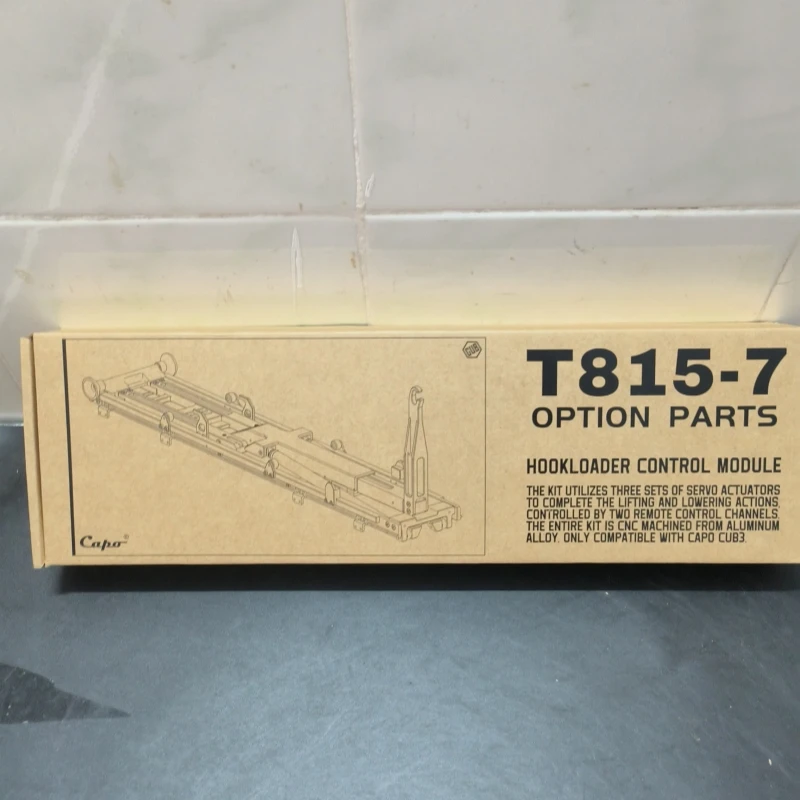 CUB
T815-7
OPTION PARTS
HOOKLOADER CONTROL MODULE
THE KIT UTILIZES THREE SETS OF SERVO ACTUATORS
TO COMPLETE THE LIFTING AND LOWERING ACTIONS,
CONTROLLED BY TWO REMOTE CONTROL CHANNELS.
THE ENTIRE KIT IS CNC MACHINED FROM ALUMINUM
ALLOY. ONLY COMPATIBLE WITH CAPO CUB3.
Capo®